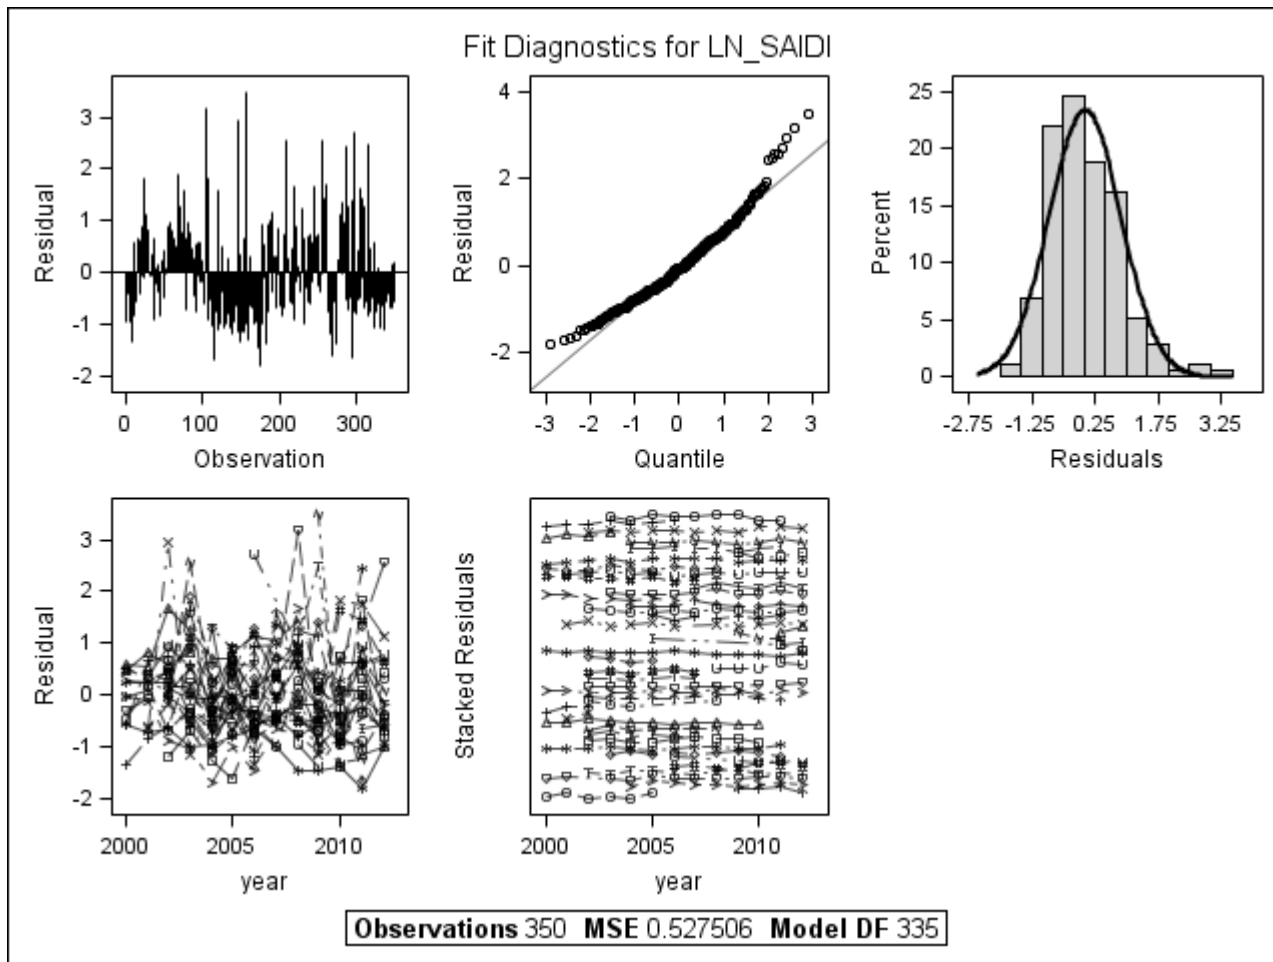 Fit Diagnostics for LN_SAIDI
3
2
1
0
-1
-2
Residual
0 100 200 300
Observation
4
2
0
-2
Residual
-3 -2 -1 0 1 2 3
Quantile
25
20
15
10
5
0
Percent
-2.75 -1.25 0.25 1.75 3.25
Residuals
3
2
1
0
-1
-2
Residual
2000 2005 2010
year
Stacked Residuals
2000 2005 2010
year
Observations 350 MSE 0.527506 Model DF 335